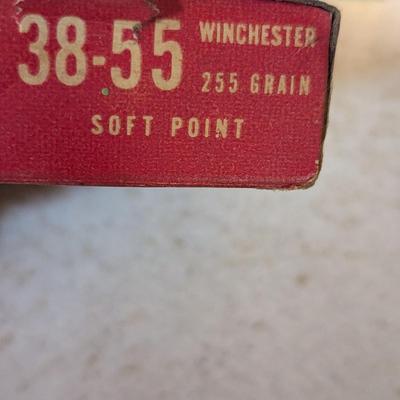 38-55 WINCHESTER
255 GRAIN
SOFT POINT